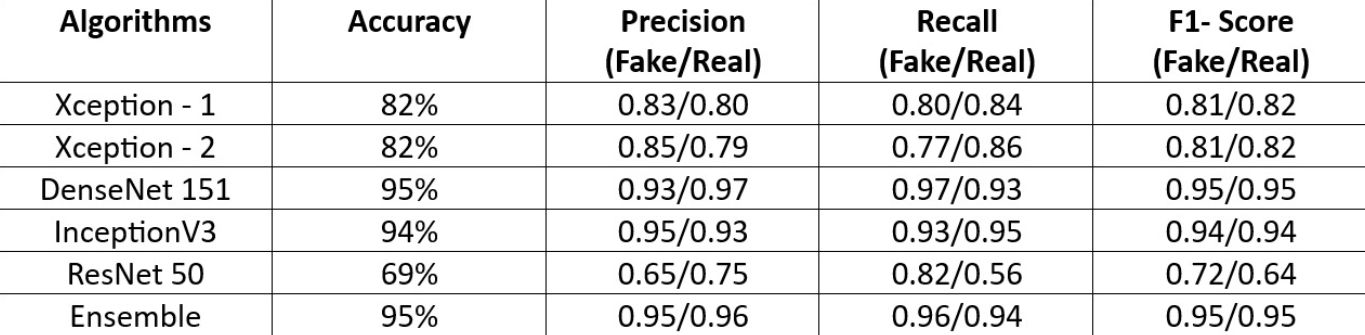 Algorithms Accuracy Precision (Fake/Real) Recall (Fake/Real) F1- Score (Fake/Real)
Xception - 1 82% 0.83/0.80 0.80/0.84 0.81/0.82
Xception - 2 82% 0.85/0.79 0.77/0.86 0.81/0.82
DenseNet 151 95% 0.93/0.97 0.97/0.93 0.95/0.95
InceptionV3 94% 0.95/0.93 0.93/0.95 0.94/0.94
ResNet 50 69% 0.65/0.75 0.82/0.56 0.72/0.64
Ensemble 95% 0.95/0.96 0.96/0.94 0.95/0.95